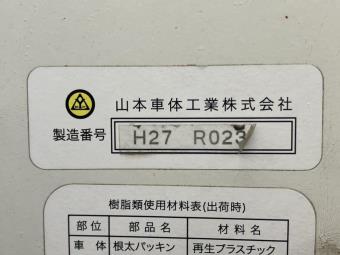 山本車体工業株式会社
製造番号 H27 R023
樹脂類使用材料表(出荷時)
部位 部品名 材料名
車体 根太パッキン 再生プラスチック